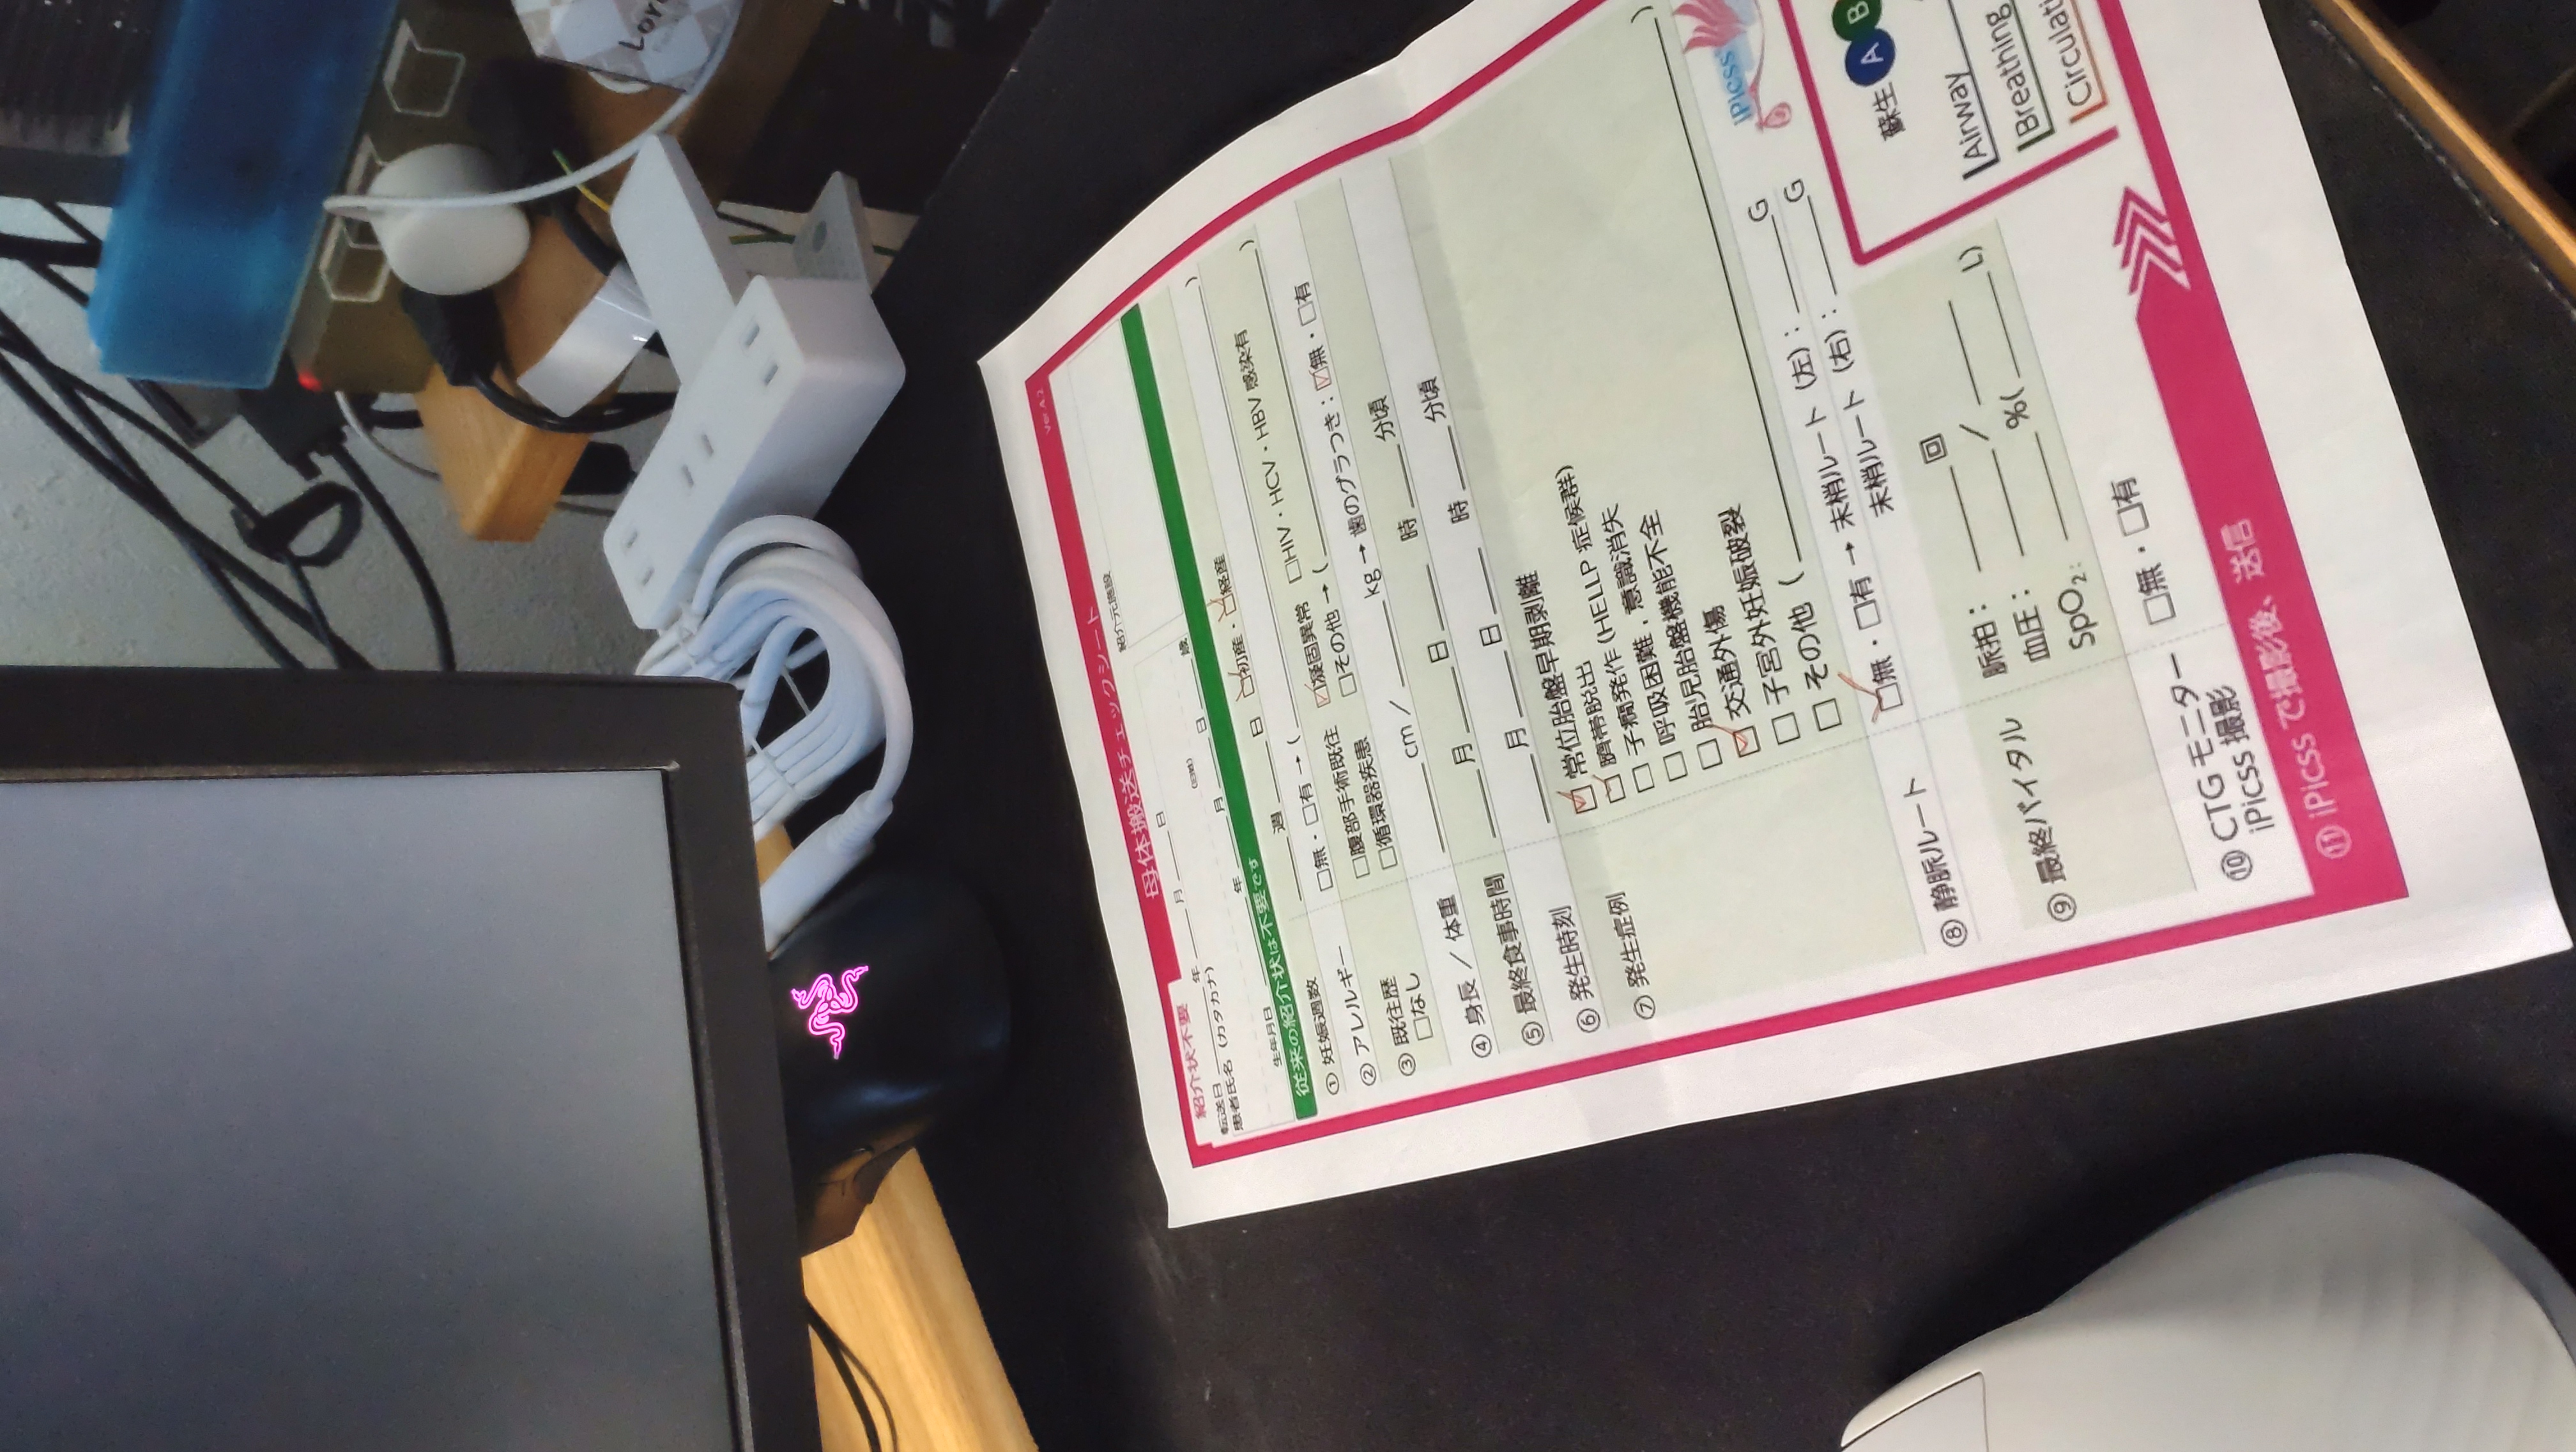 Lor
Ver.4.2
母体搬送チェックシート
紹介状不要
紹介元施設
転送日 年 月 日
患者氏名(カタカナ)
生年月日 年 月 日 歳
従来の紹介状は不要です
① 妊娠週数 週 日 □初産・□経産
② アレルギー □無・□有 → ( )
③ 既往歴 □腹部手術既往 □凝固異常 □HIV・HCV・HBV 感染有
□なし □循環器疾患 □その他 → ( )
④ 身長 / 体重 cm / kg → 歯のグラつき:□無・□有
⑤ 最終食事時間 月 日 時 分頃
⑥ 発生時刻 月 日 時 分頃
⑦ 発生症例 □ 常位胎盤早期剥離
□ 臍帯脱出
□ 子癇発作 (HELLP 症候群)
□ 呼吸困難 , 意識消失
□ 胎児胎盤機能不全
□ 交通外傷
□ 子宮外妊娠破裂
□ その他 ( )
iPicss
⑧ 静脈ルート □無・□有 → 末梢ルート (左): G
末梢ルート (右): G
⑨ 最終バイタル 脈拍: 回
血圧: /
SpO₂: %( L)
蘇生 A B
Airway
Breathing
Circulati
⑩ CTG モニター □無・□有
iPicss 撮影
⑪ iPicss で撮影後、送信